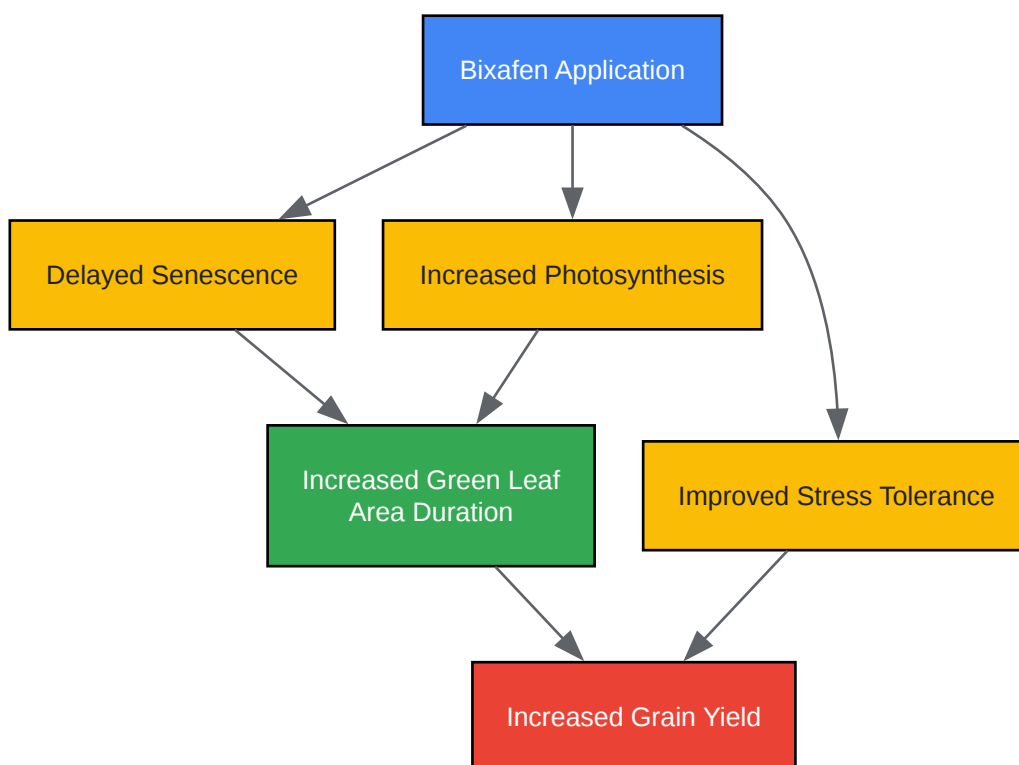 Bixafen Application
Delayed Senescence
Increased Photosynthesis
Increased Green Leaf
Area Duration
Improved Stress Tolerance
Increased Grain Yield